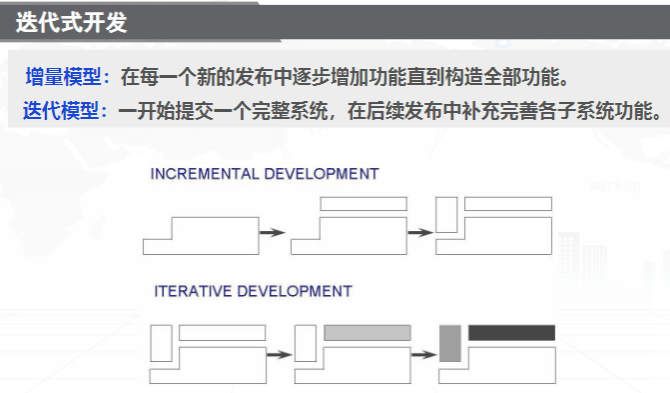 迭代式开发
增量模型：在每一个新的发布中逐步增加功能直到构造全部功能。
迭代模型：一开始提交一个完整系统，在后续发布中补充完善各子系统功能。
INCREMENTAL DEVELOPMENT
ITERATIVE DEVELOPMENT